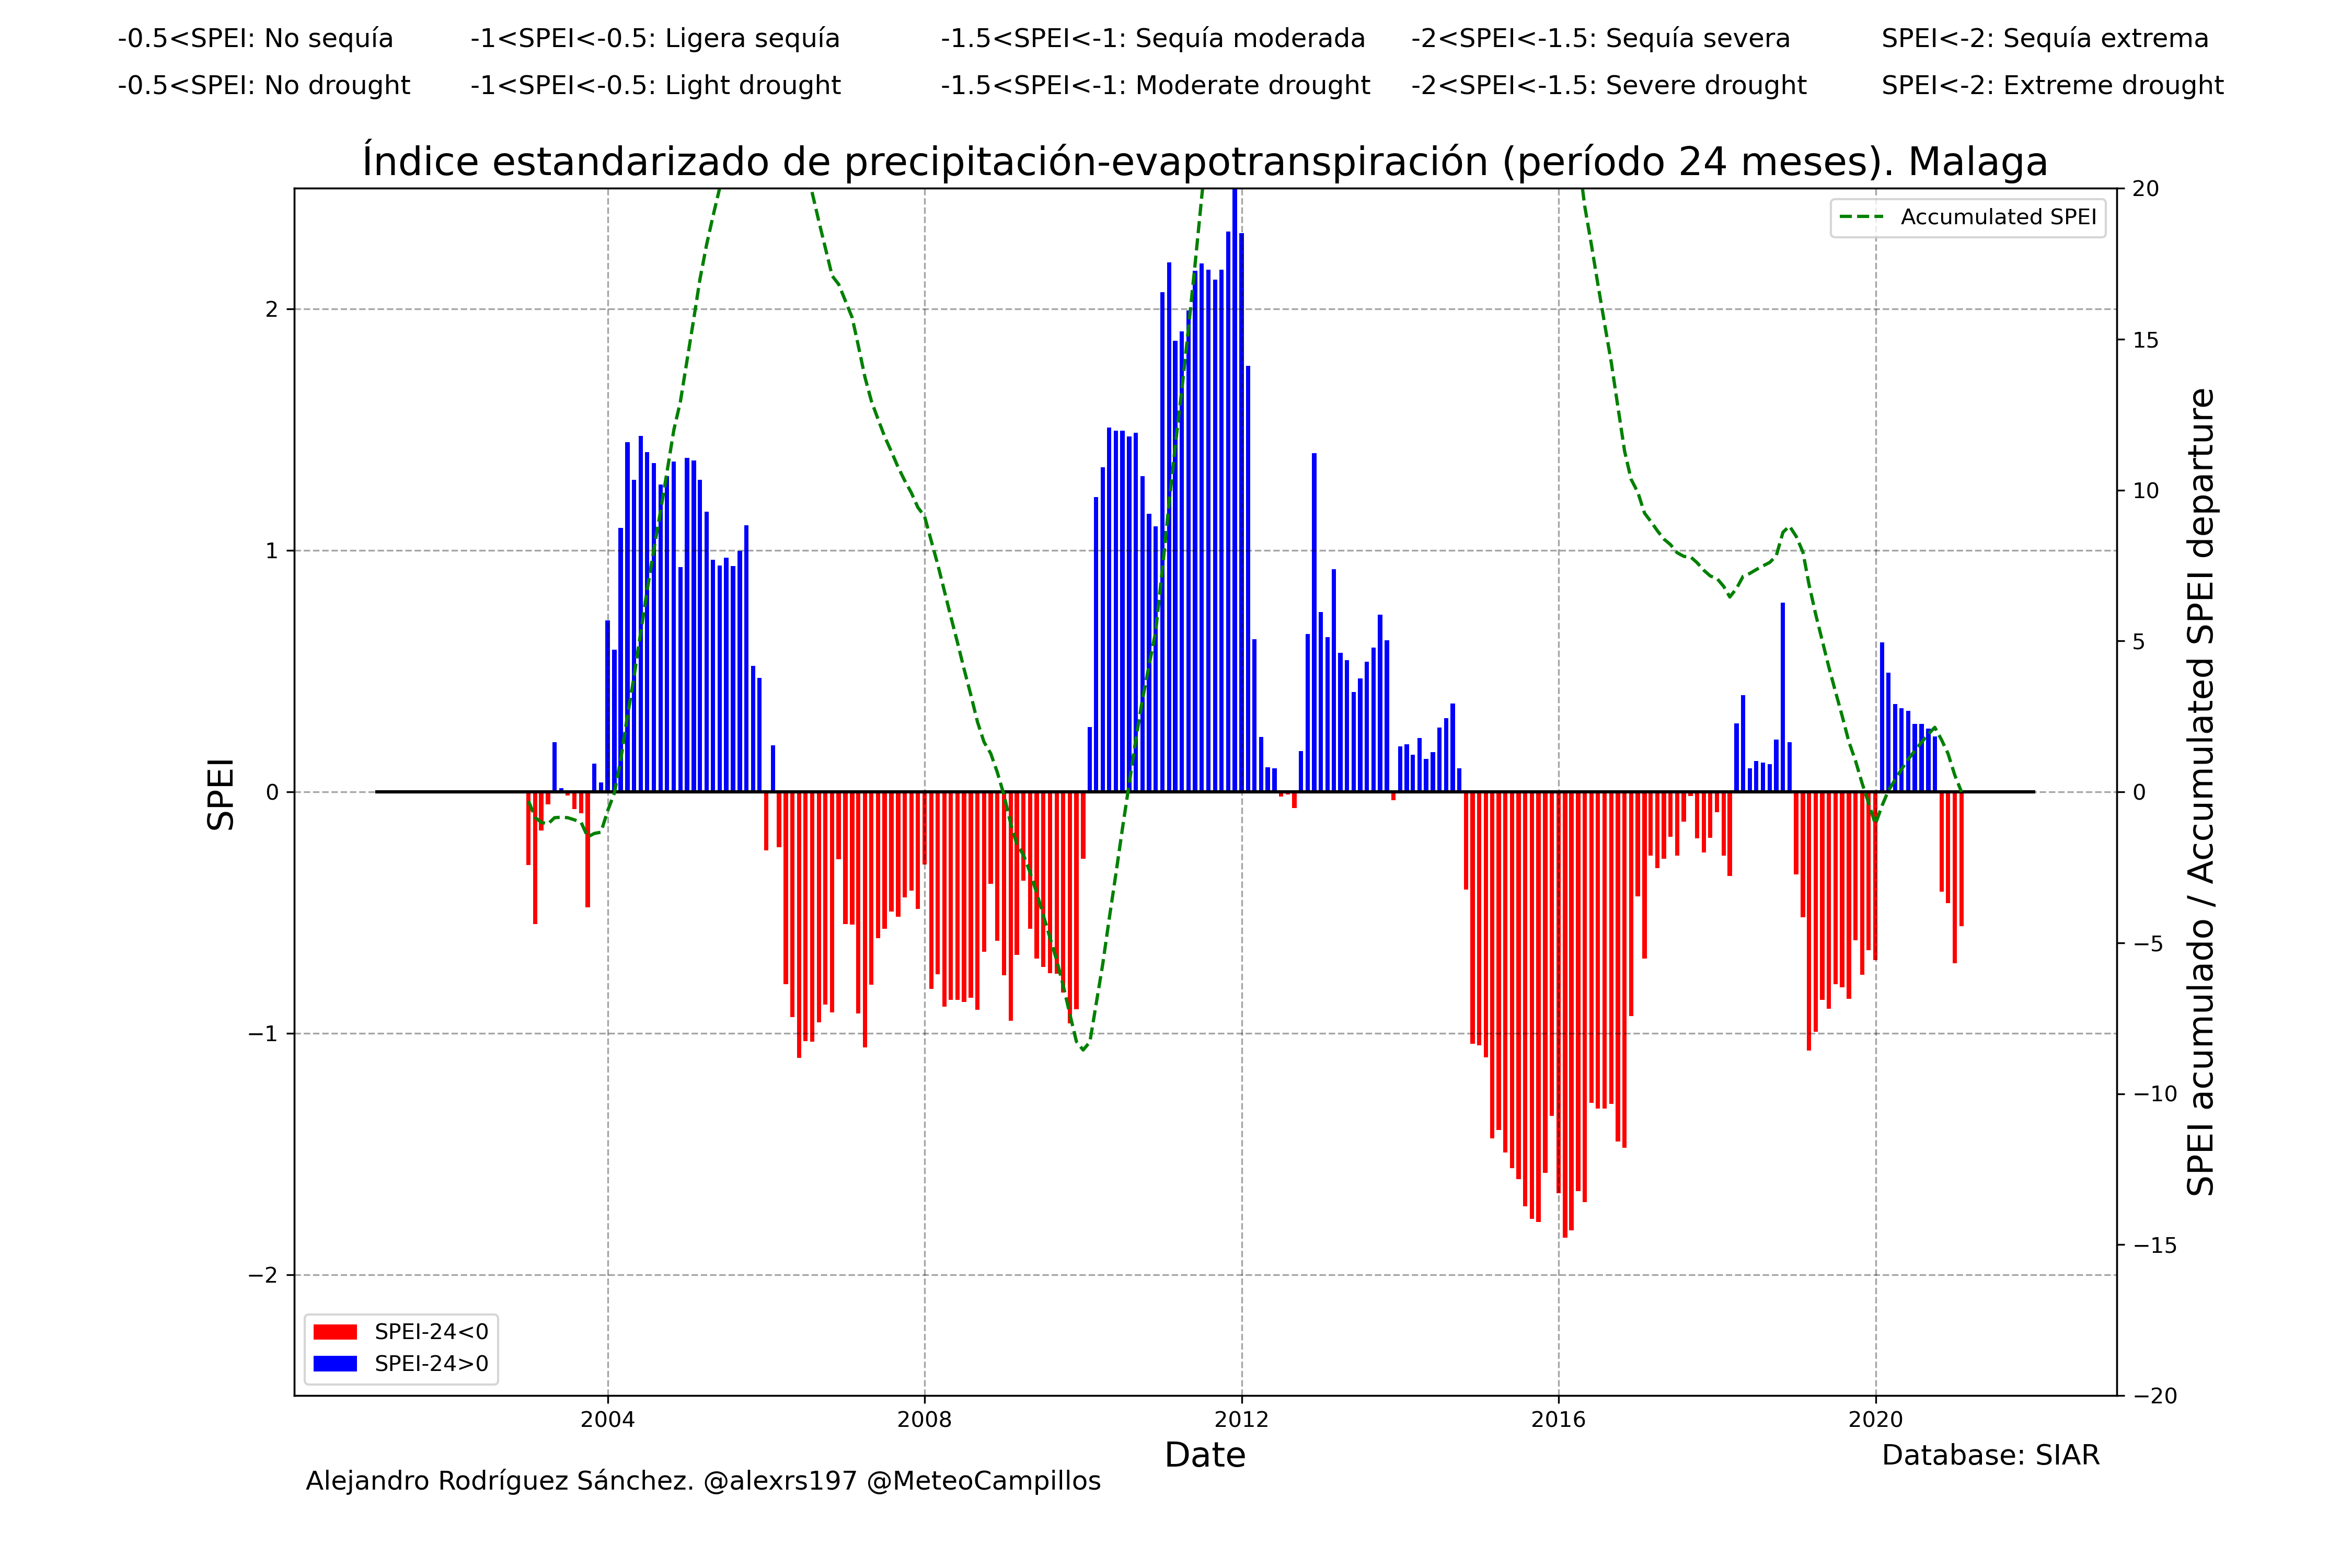 -0.5<SPEI: No sequía -1<SPEI<-0.5: Ligera sequía -1.5<SPEI<-1: Sequía moderada -2<SPEI<-1.5: Sequía severa SPEI<-2: Sequía extrema
-0.5<SPEI: No drought -1<SPEI<-0.5: Light drought -1.5<SPEI<-1: Moderate drought -2<SPEI<-1.5: Severe drought SPEI<-2: Extreme drought
Índice estandarizado de precipitación-evapotranspiración (período 24 meses). Malaga
Accumulated SPEI
SPEI
2
1
0
−1
−2
20
15
10
5
0
−5
−10
−15
−20
SPEI acumulado / Accumulated SPEI departure
SPEI-24<0
SPEI-24>0
2004 2008 2012 2016 2020
Date
Database: SIAR
Alejandro Rodríguez Sánchez. @alexrs197 @MeteoCampillos